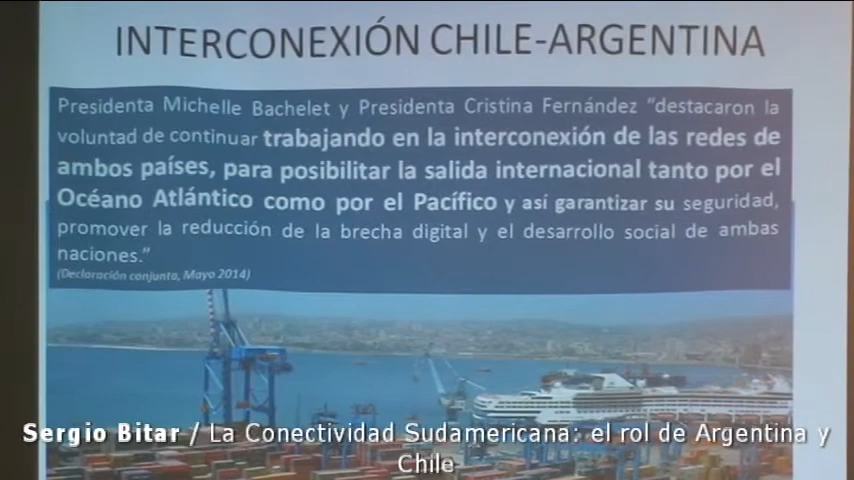 INTERCONEXIÓN CHILE-ARGENTINA
Presidenta Michelle Bachelet y Presidenta Cristina Fernández “destacaron la
voluntad de continuar trabajando en la interconexión de las redes de
ambos países, para posibilitar la salida internacional tanto por el
Océano Atlántico como por el Pacífico y así garantizar su seguridad,
promover la reducción de la brecha digital y el desarrollo social de ambas
naciones.”
(Declaración conjunta, Mayo 2014)
Sergio Bitar / La Conectividad Sudamericana: el rol de Argentina y
Chile